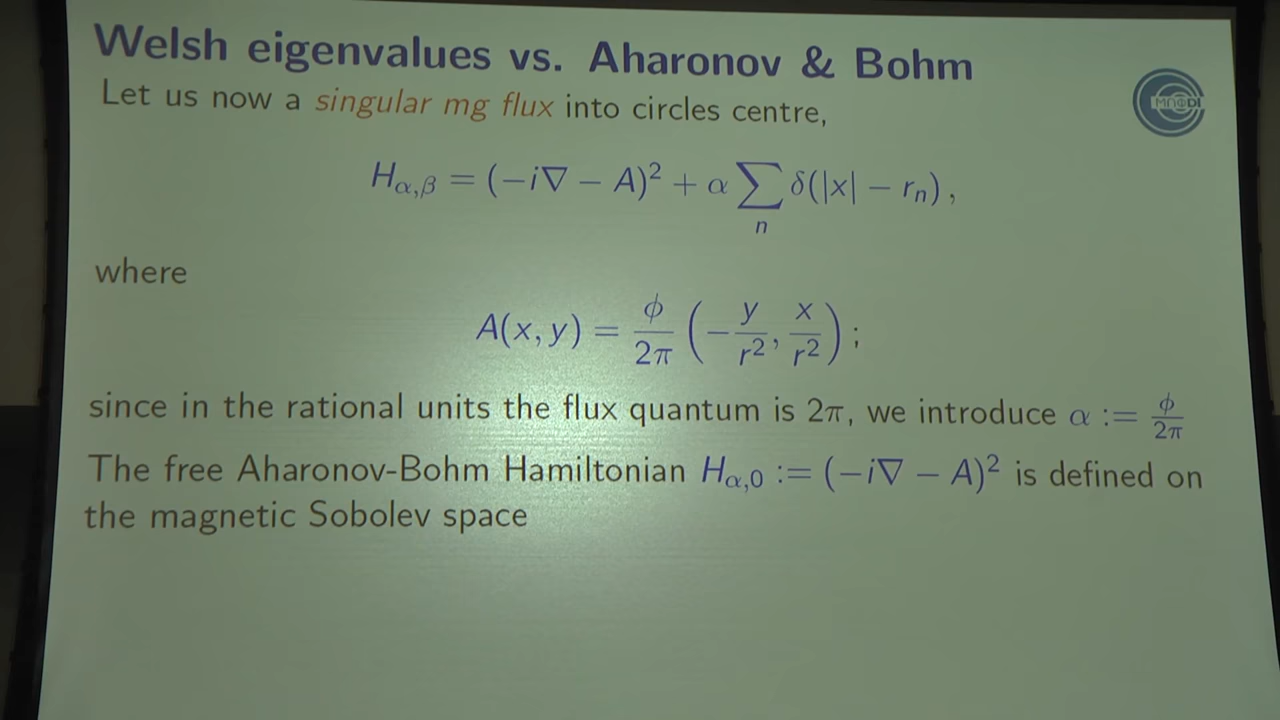 Welsh eigenvalues vs. Aharonov & Bohm
Let us now a singular mg flux into circles centre,
H_{α,β} = (−i∇ − A)² + α ∑_n δ(|x| − r_n),
where
A(x, y) = ϕ/2π (−y/r², x/r²);
since in the rational units the flux quantum is 2π, we introduce α := ϕ/2π
The free Aharonov-Bohm Hamiltonian H_{α,0} := (−i∇ − A)² is defined on
the magnetic Sobolev space